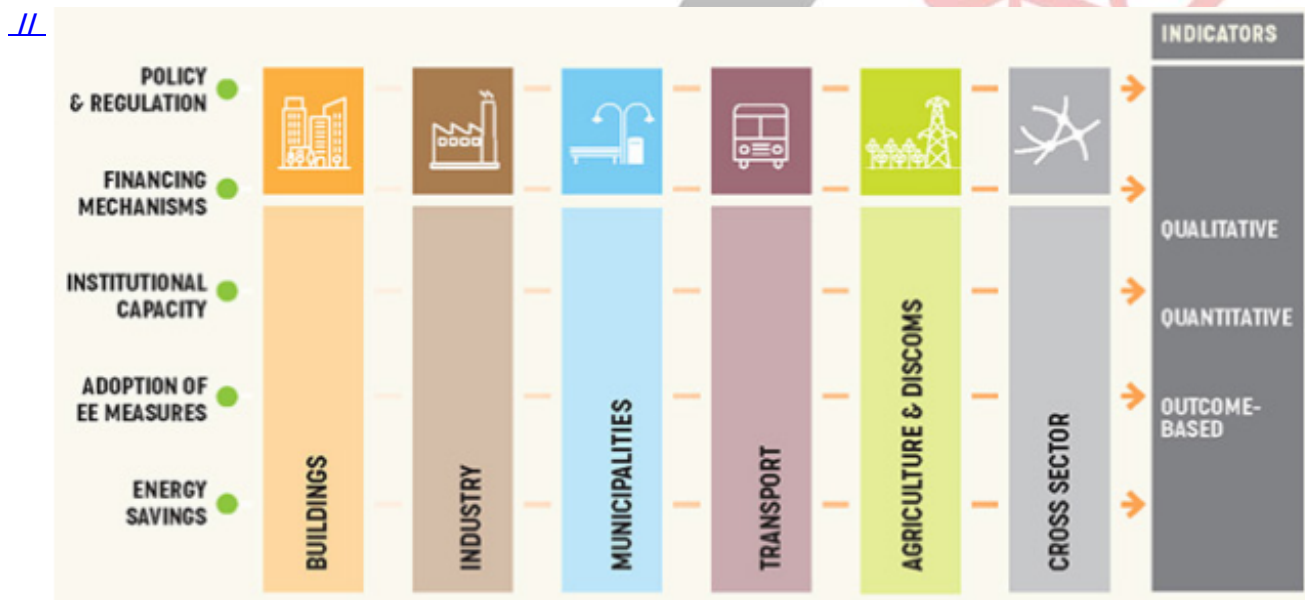 //
INDICATORS
POLICY
& REGULATION
FINANCING
MECHANISMS
INSTITUTIONAL
CAPACITY
ADOPTION OF
EE MEASURES
ENERGY
SAVINGS
BUILDINGS
INDUSTRY
MUNICIPALITIES
TRANSPORT
AGRICULTURE & DISCOMS
CROSS SECTOR
QUALITATIVE
QUANTITATIVE
OUTCOME-
BASED